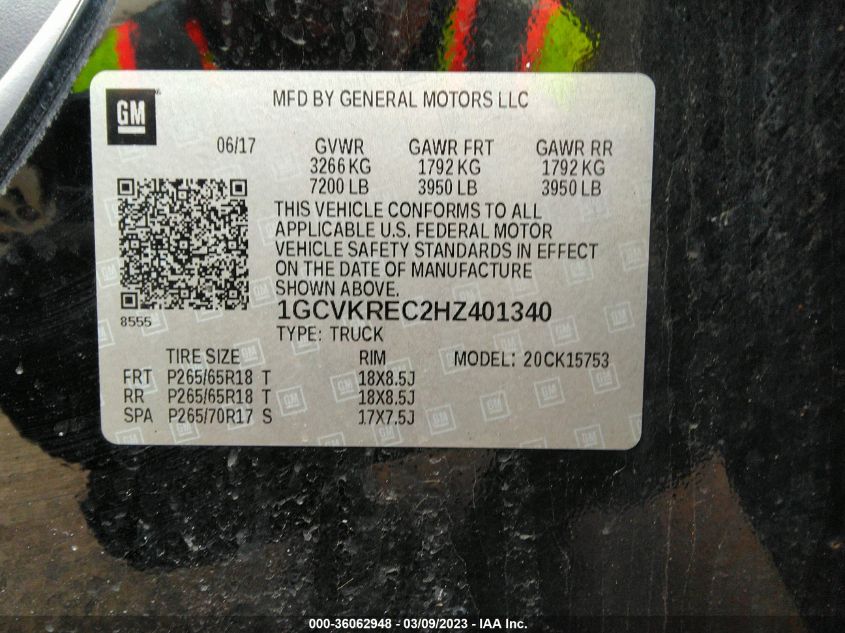 GM
MFD BY GENERAL MOTORS LLC
06/17 GVWR GAWR FRT GAWR RR
3266 KG 1792 KG 1792 KG
7200 LB 3950 LB 3950 LB
THIS VEHICLE CONFORMS TO ALL
APPLICABLE U.S. FEDERAL MOTOR
VEHICLE SAFETY STANDARDS IN EFFECT
ON THE DATE OF MANUFACTURE
SHOWN ABOVE.
8555
1GCVKREC2HZ401340
TYPE: TRUCK
TIRE SIZE RIM MODEL: 20CK15753
FRT P265/65R18 T 18X8.5J
RR P265/65R18 T 18X8.5J
SPA P265/70R17 S 17X7.5J
000-36062948 - 03/09/2023 - IAA Inc.